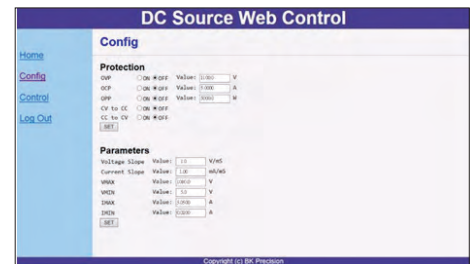 DC Source Web Control
Home
Config
Control
Log Out
Config
Protection
OVP ON OFF Value: V
OCP ON OFF Value: A
OPP ON OFF Value: W
CV to CC ON OFF
CC to CV ON OFF
SET
Parameters
Voltage Slope Value: V/mS
Current Slope Value: mA/mS
VMAX Value: V
VMIN Value: V
IMAX Value: A
IMIN Value: A
SET
Copyright (c) BK Precision